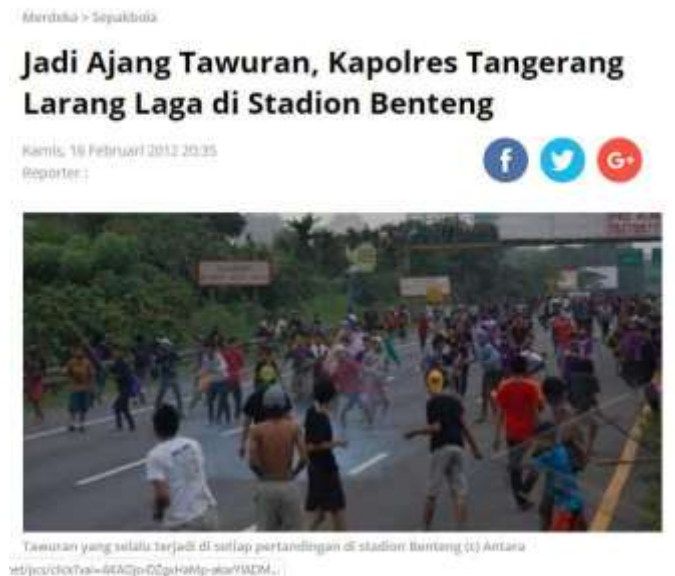 Merdeka > Sepakbola
Jadi Ajang Tawuran, Kapolres Tangerang
Larang Laga di Stadion Benteng
Kamis, 16 Februari 2012 20:35
Reporter :
f
G+
Tawuran yang selalu terjadi di setiap pertandingan di stadion Benteng (c) Antara